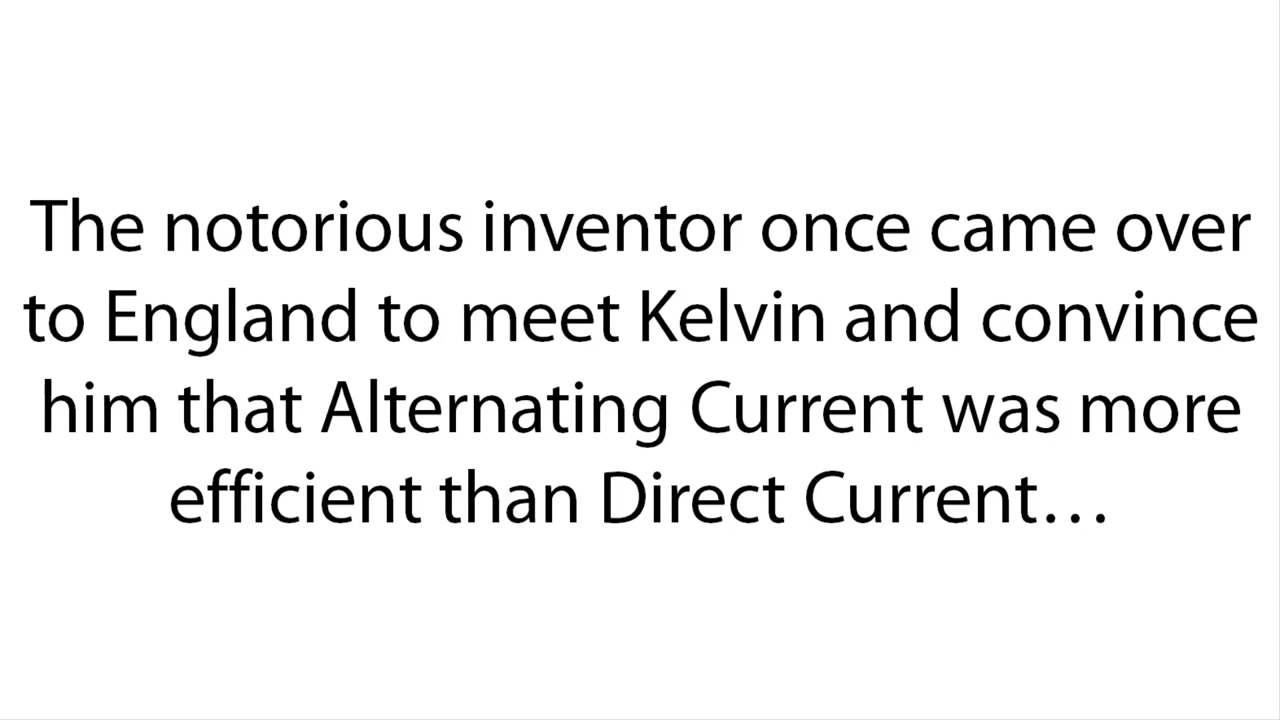 The notorious inventor once came over
to England to meet Kelvin and convince
him that Alternating Current was more
efficient than Direct Current…